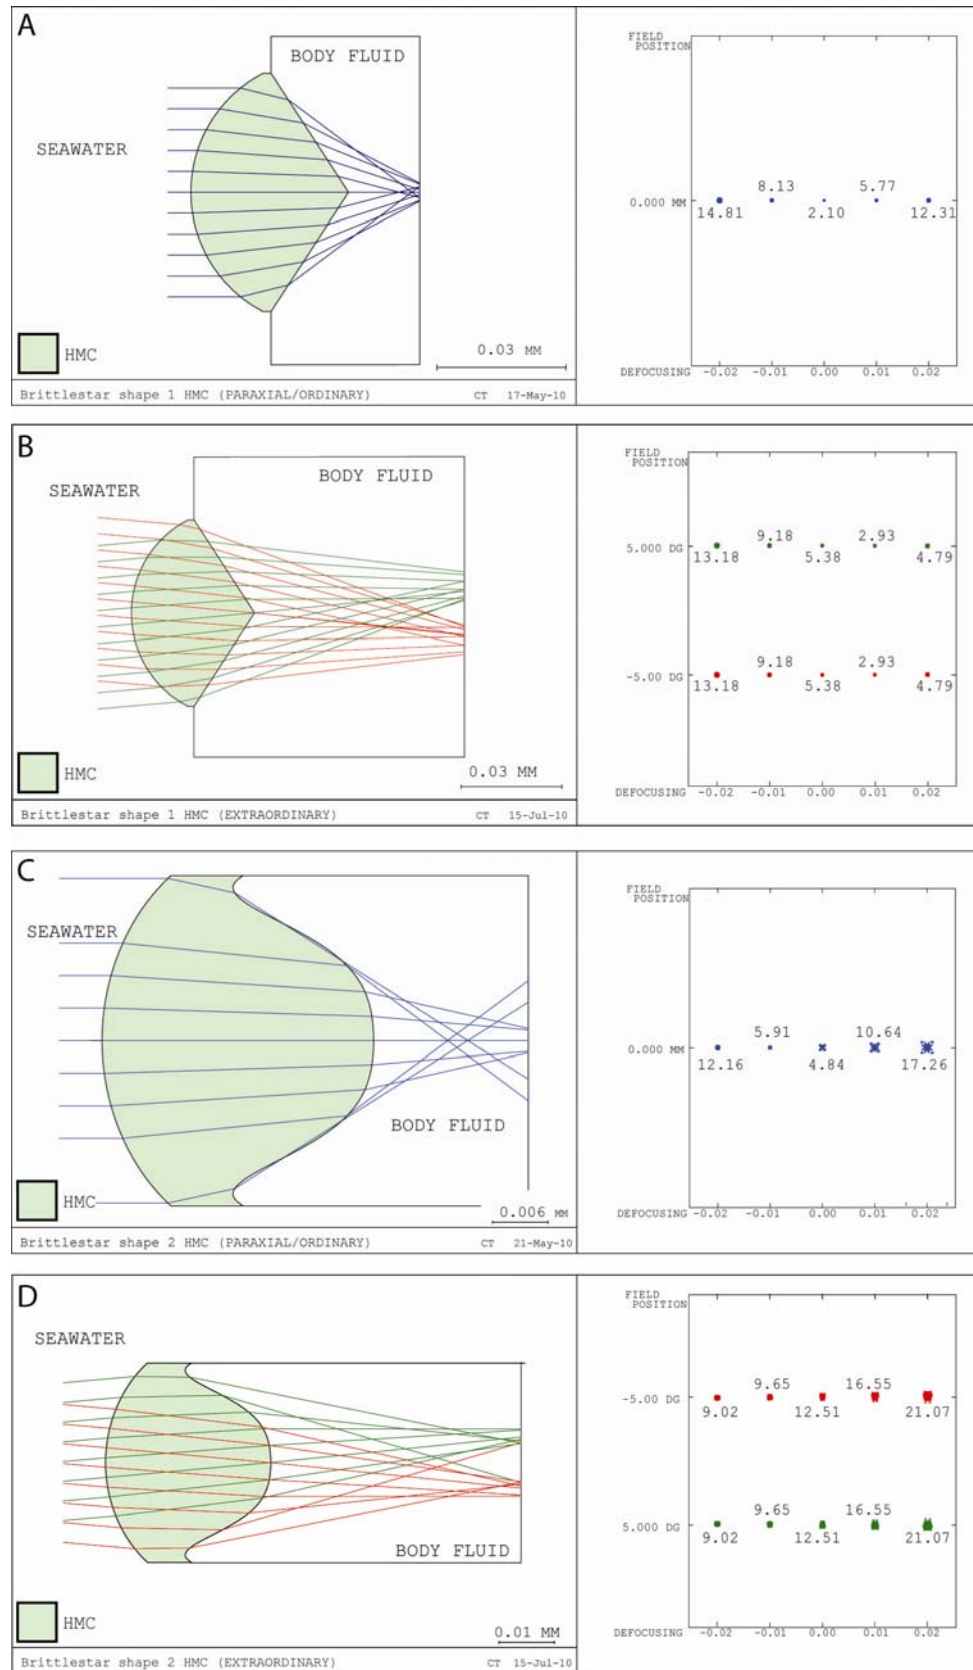 A
BODY FLUID
SEAWATER
HMC
0.03 MM
Brittlestar shape 1 HMC (PARAXIAL/ORDINARY) CT 17-May-10
FIELD
POSITION
8.13 5.77
0.000 MM
14.81 2.10 12.31
DEFOCUSING -0.02 -0.01 0.00 0.01 0.02
B
BODY FLUID
SEAWATER
HMC
0.03 MM
Brittlestar shape 1 HMC (EXTRAORDINARY) CT 15-Jul-10
FIELD
POSITION
9.18 2.93
5.000 DG
13.18 5.38 4.79
9.18 2.93
-5.00 DG
13.18 5.38 4.79
DEFOCUSING -0.02 -0.01 0.00 0.01 0.02
C
SEAWATER
BODY FLUID
HMC
0.006 MM
Brittlestar shape 2 HMC (PARAXIAL/ORDINARY) CT 21-May-10
FIELD
POSITION
5.91 10.64
0.000 MM
12.16 4.84 17.26
DEFOCUSING -0.02 -0.01 0.00 0.01 0.02
D
SEAWATER
BODY FLUID
HMC
0.01 MM
Brittlestar shape 2 HMC (EXTRAORDINARY) CT 15-Jul-10
FIELD
POSITION
9.65 16.55
-5.00 DG
9.02 12.51 21.07
9.65 16.55
5.000 DG
9.02 12.51 21.07
DEFOCUSING -0.02 -0.01 0.00 0.01 0.02